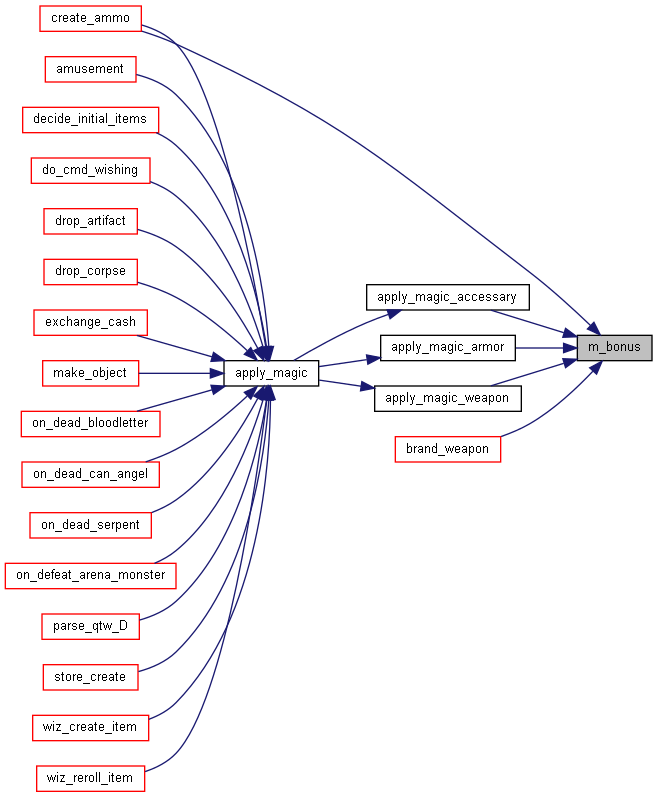 create_ammo
amusement
decide_initial_items
do_cmd_wishing
drop_artifact
drop_corpse
exchange_cash
make_object
on_dead_bloodletter
on_dead_can_angel
on_dead_serpent
on_defeat_arena_monster
parse_qtw_D
store_create
wiz_create_item
wiz_reroll_item
apply_magic
apply_magic_accessary
apply_magic_armor
apply_magic_weapon
brand_weapon
m_bonus